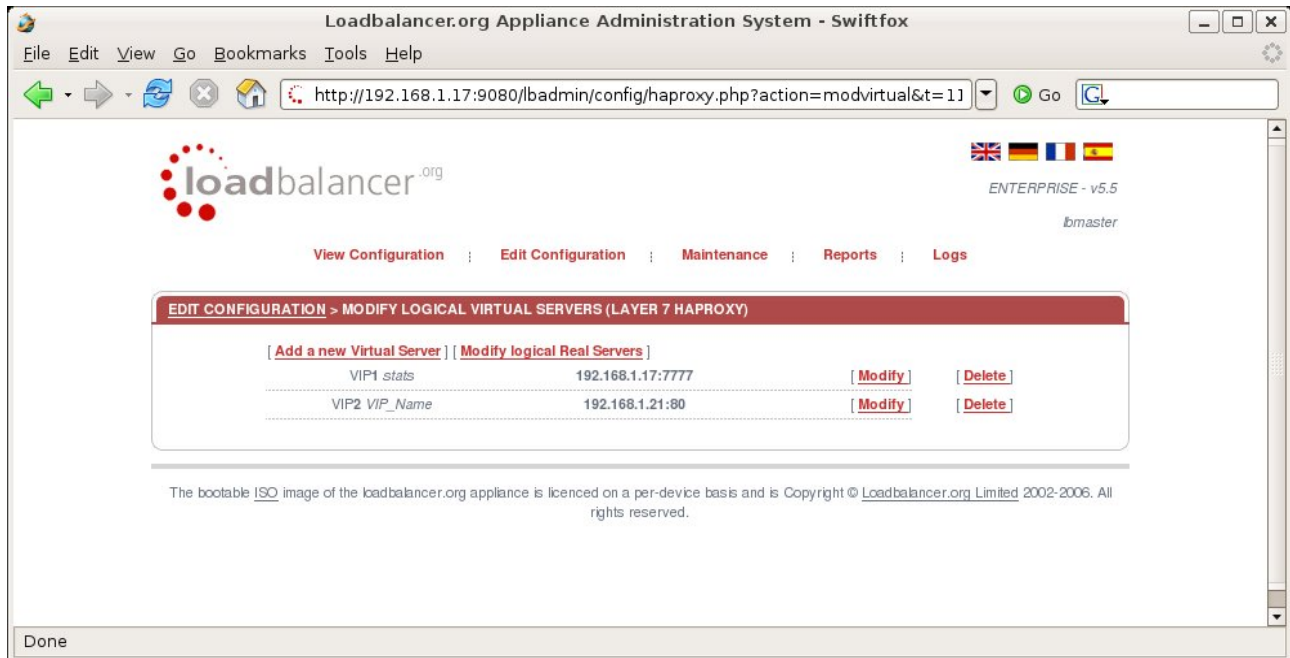 Loadbalancer.org Appliance Administration System - Swiftfox
File Edit View Go Bookmarks Tools Help
http://192.168.1.17:9080/lbadmin/config/haproxy.php?action=modvirtual&t=11 Go G
loadbalancer.org
ENTERPRISE - v5.5
lbmaster
View Configuration Edit Configuration Maintenance Reports Logs
EDIT CONFIGURATION > MODIFY LOGICAL VIRTUAL SERVERS (LAYER 7 HAPROXY)
[ Add a new Virtual Server ] [ Modify logical Real Servers ]
VIP1 stats 192.168.1.17:7777 [ Modify ] [ Delete ]
VIP2 VIP_Name 192.168.1.21:80 [ Modify ] [ Delete ]
The bootable ISO image of the loadbalancer.org appliance is licenced on a per-device basis and is Copyright © Loadbalancer.org Limited 2002-2006. All
rights reserved.
Done